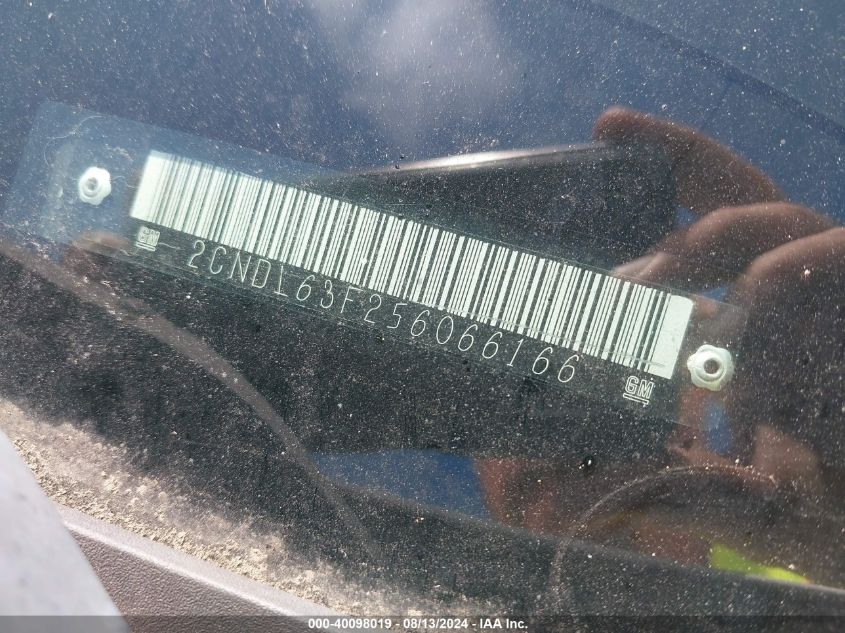 GM 2CNDL63F256066166 GM
000-40098019 - 08/13/2024 - IAA Inc.